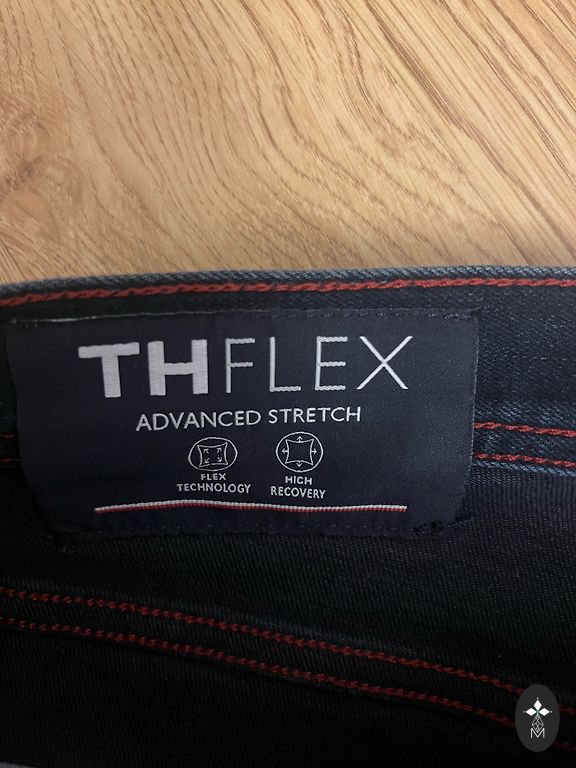 THFLEX
ADVANCED STRETCH
FLEX
TECHNOLOGY
HIGH
RECOVERY
M